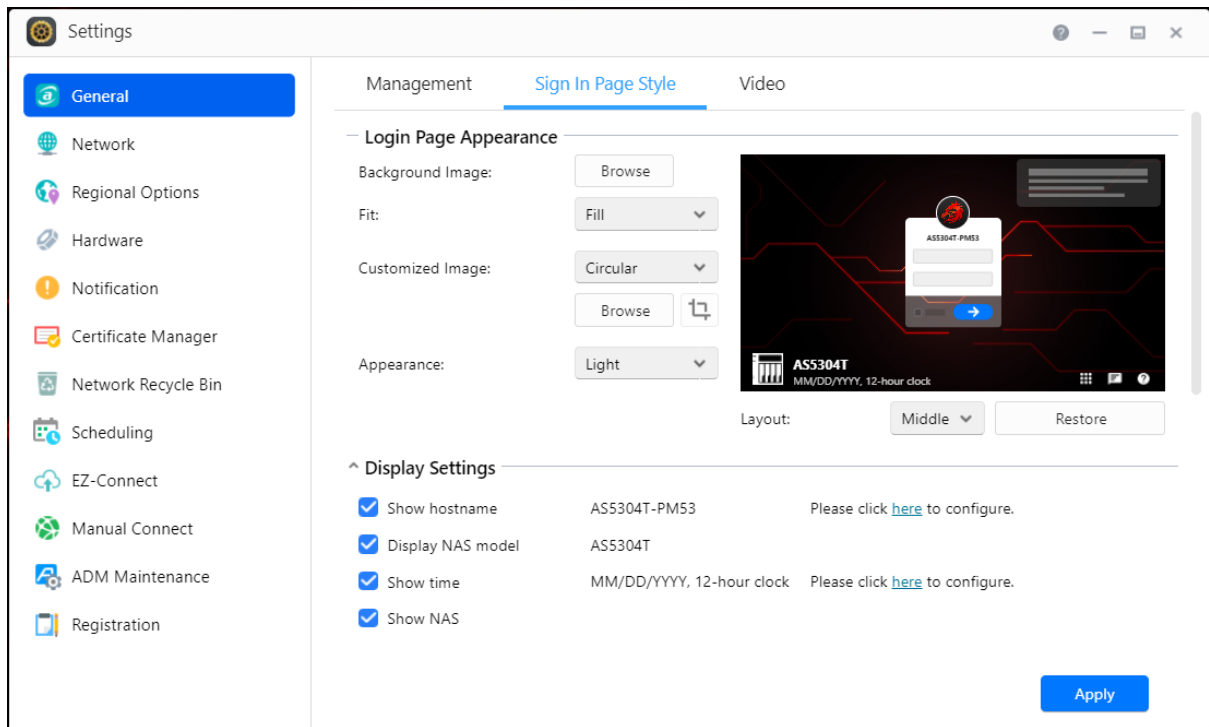 Settings
General
Network
Regional Options
Hardware
Notification
Certificate Manager
Network Recycle Bin
Scheduling
EZ-Connect
Manual Connect
ADM Maintenance
Registration
Management Sign In Page Style Video
Login Page Appearance
Background Image: Browse
Fit: Fill
Customized Image: Circular
Browse
Appearance: Light
AS5304T-PM53
AS5304T
MM/DD/YYYY, 12-hour clock
Layout: Middle Restore
Display Settings
Show hostname AS5304T-PM53 Please click here to configure.
Display NAS model AS5304T
Show time MM/DD/YYYY, 12-hour clock Please click here to configure.
Show NAS
Apply